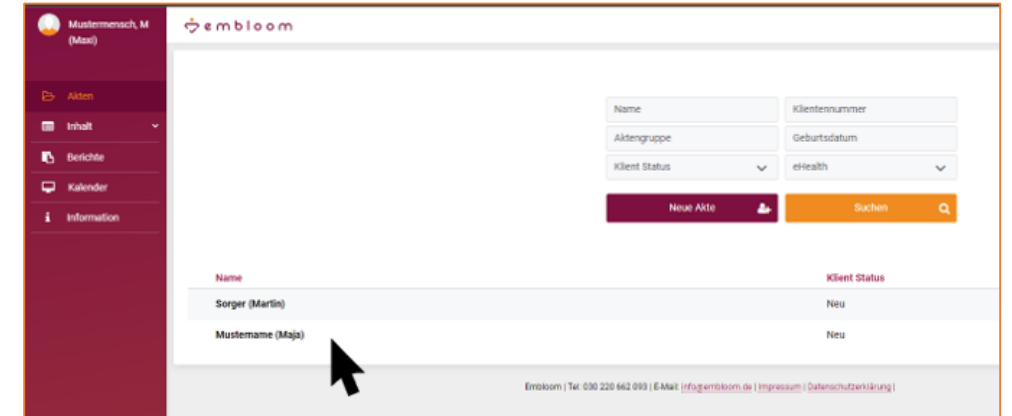 Mustermensch, M
(Maxi)
embloom
Akten
Inhalt
Berichte
Kalender
Information
Name
Klientennummer
Aktengruppe
Geburtsdatum
Klient Status
eHealth
Neue Akte
Suchen
Name
Klient Status
Sorger (Martin)
Neu
Mustername (Maja)
Neu
Embloom | Tel: 030 220 662 093 | E-Mail: info@embloom.de | Impressum | Datenschutzerklärung |